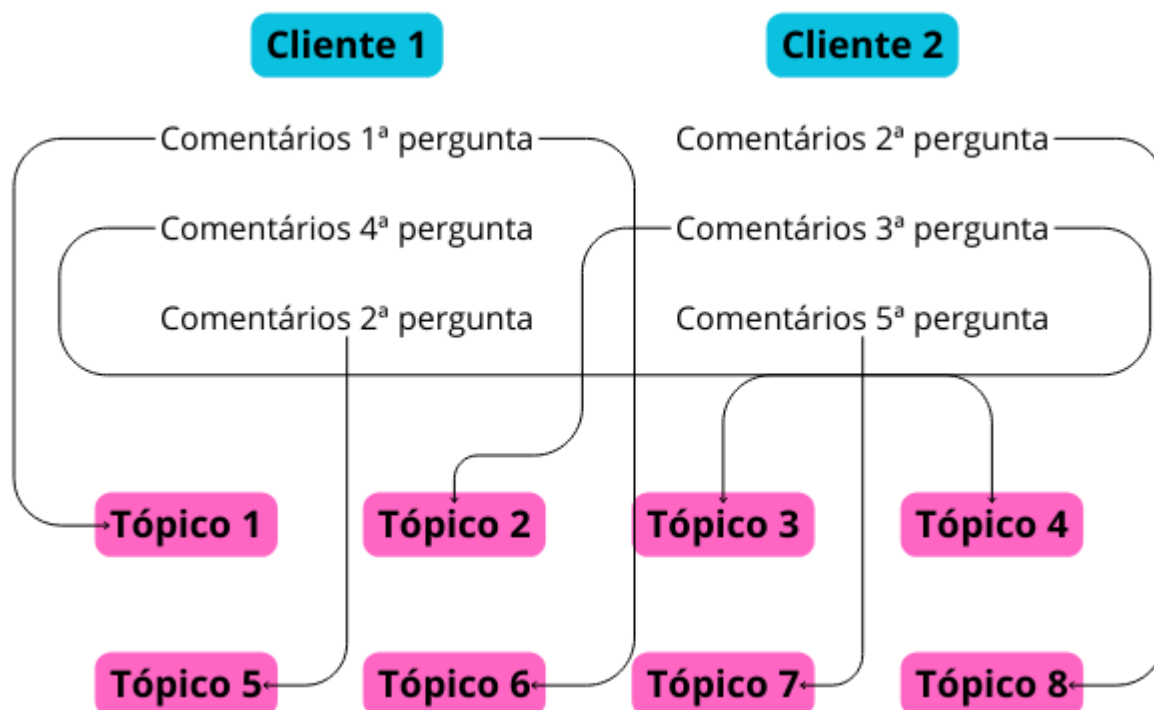 Cliente 1
Cliente 2
Comentários 1ª pergunta
Comentários 2ª pergunta
Comentários 4ª pergunta
Comentários 3ª pergunta
Comentários 2ª pergunta
Comentários 5ª pergunta
Tópico 1
Tópico 2
Tópico 3
Tópico 4
Tópico 5
Tópico 6
Tópico 7
Tópico 8